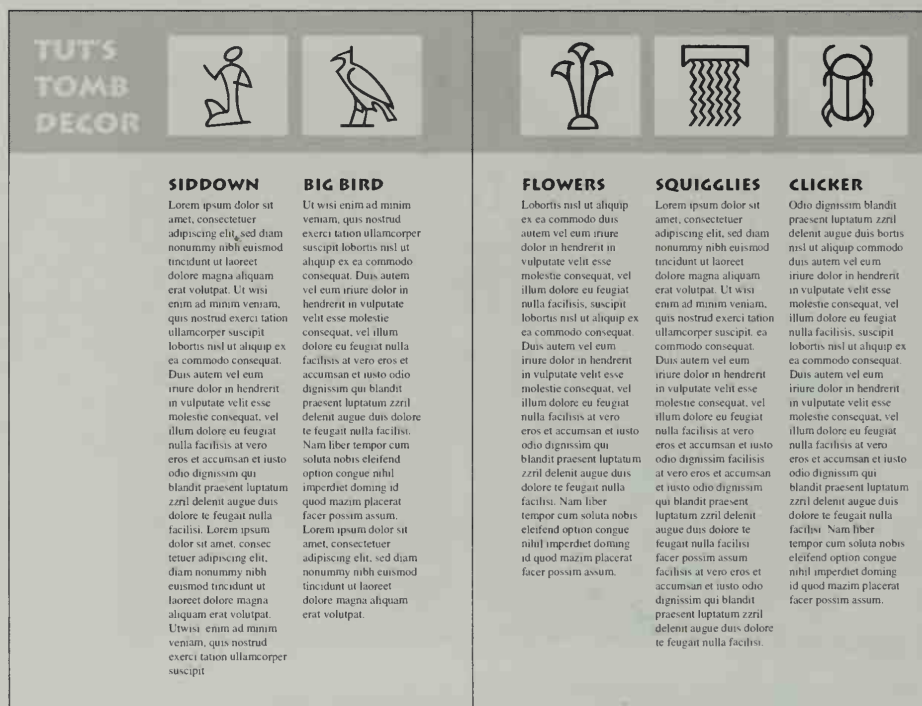 TUT'S
TOMB
DECOR
SIDDOWN
Lorem ipsum dolor sit
amet, consectetuer
adipiscing elit, sed diam
nonummy nibh euismod
tincidunt ut laoreet
dolore magna aliquam
erat volutpat. Ut wisi
enim ad minim veniam,
quis nostrud exerci tation
ullamcorper suscipit
lobortis nisl ut aliquip ex
ea commodo consequat.
Duis autem vel eum
iriure dolor in hendrerit
in vulputate velit esse
molestie consequat, vel
illum dolore eu feugiat
nulla facilisis at vero
eros et accumsan et iusto
odio dignissim qui
blandit praesent luptatum
zzril delenit augue duis
dolore te feugait nulla
facilisi. Lorem ipsum
dolor sit amet, consec
tetuer adipiscing elit,
diam nonummy nibh
euismod tincidunt ut
laoreet dolore magna
aliquam erat volutpat.
Utwisi enim ad minim
veniam, quis nostrud
exerci tation ullamcorper
suscipit
BIG BIRD
Ut wisi enim ad minim
veniam, quis nostrud
exerci tation ullamcorper
suscipit lobortis nisl ut
aliquip ex ea commodo
consequat. Duis autem
vel eum iriure dolor in
hendrerit in vulputate
velit esse molestie
consequat, vel illum
dolore eu feugiat nulla
facilisis at vero eros et
accumsan et iusto odio
dignissim qui blandit
praesent luptatum zzril
delenit augue duis dolore
te feugait nulla facilisi.
Nam liber tempor cum
soluta nobis eleifend
option congue nihil
imperdiet doming id
quod mazim placerat
facer possim assum.
Lorem ipsum dolor sit
amet, consectetuer
adipiscing elit, sed diam
nonummy nibh euismod
tincidunt ut laoreet
dolore magna aliquam
erat volutpat.
FLOWERS
Lobortis nisl ut aliquip
ex ea commodo duis
autem vel eum iriure
dolor in hendrerit in
vulputate velit esse
molestie consequat, vel
illum dolore eu feugiat
nulla facilisis, suscipit
lobortis nisl ut aliquip ex
ea commodo consequat.
Duis autem vel eum
iriure dolor in hendrerit
in vulputate velit esse
molestie consequat, vel
illum dolore eu feugiat
nulla facilisis at vero
eros et accumsan et iusto
odio dignissim qui
blandit praesent luptatum
zzril delenit augue duis
dolore te feugait nulla
facilisi. Nam liber
tempor cum soluta nobis
eleifend option congue
nihil imperdiet doming
id quod mazim placerat
facer possim assum.
SQUIGGLIES
Lorem ipsum dolor sit
amet, consectetuer
adipiscing elit, sed diam
nonummy nibh euismod
tincidunt ut laoreet
dolore magna aliquam
erat volutpat. Ut wisi
enim ad minim veniam,
quis nostrud exerci tation
ullamcorper suscipit, ea
commodo consequat.
Duis autem vel eum
iriure dolor in hendrerit
in vulputate velit esse
molestie consequat, vel
illum dolore eu feugiat
nulla facilisis at vero
eros et accumsan et iusto
odio dignissim facilisis
at vero eros et accumsan
et iusto odio dignissim
qui blandit praesent
luptatum zzril delenit
augue duis dolore te
feugait nulla facilisi
facer possim assum
facilisis at vero eros et
accumsan et iusto odio
dignissim qui blandit
praesent luptatum zzril
delenit augue duis dolore
te feugait nulla facilisi.
CLICKER
Odio dignissim blandit
praesent luptatum zzril
delenit augue duis bortis
nisl ut aliquip commodo
duis autem vel eum
iriure dolor in hendrerit
in vulputate velit esse
molestie consequat, vel
illum dolore eu feugiat
nulla facilisis, suscipit
lobortis nisl ut aliquip ex
ea commodo consequat.
Duis autem vel eum
iriure dolor in hendrerit
in vulputate velit esse
molestie consequat, vel
illum dolore eu feugiat
nulla facilisis at vero
eros et accumsan et iusto
odio dignissim qui
blandit praesent luptatum
zzril delenit augue duis
dolore te feugait nulla
facilisi Nam liber
tempor cum soluta nobis
eleifend option congue
nihil imperdiet doming
id quod mazim placerat
facer possim assum.